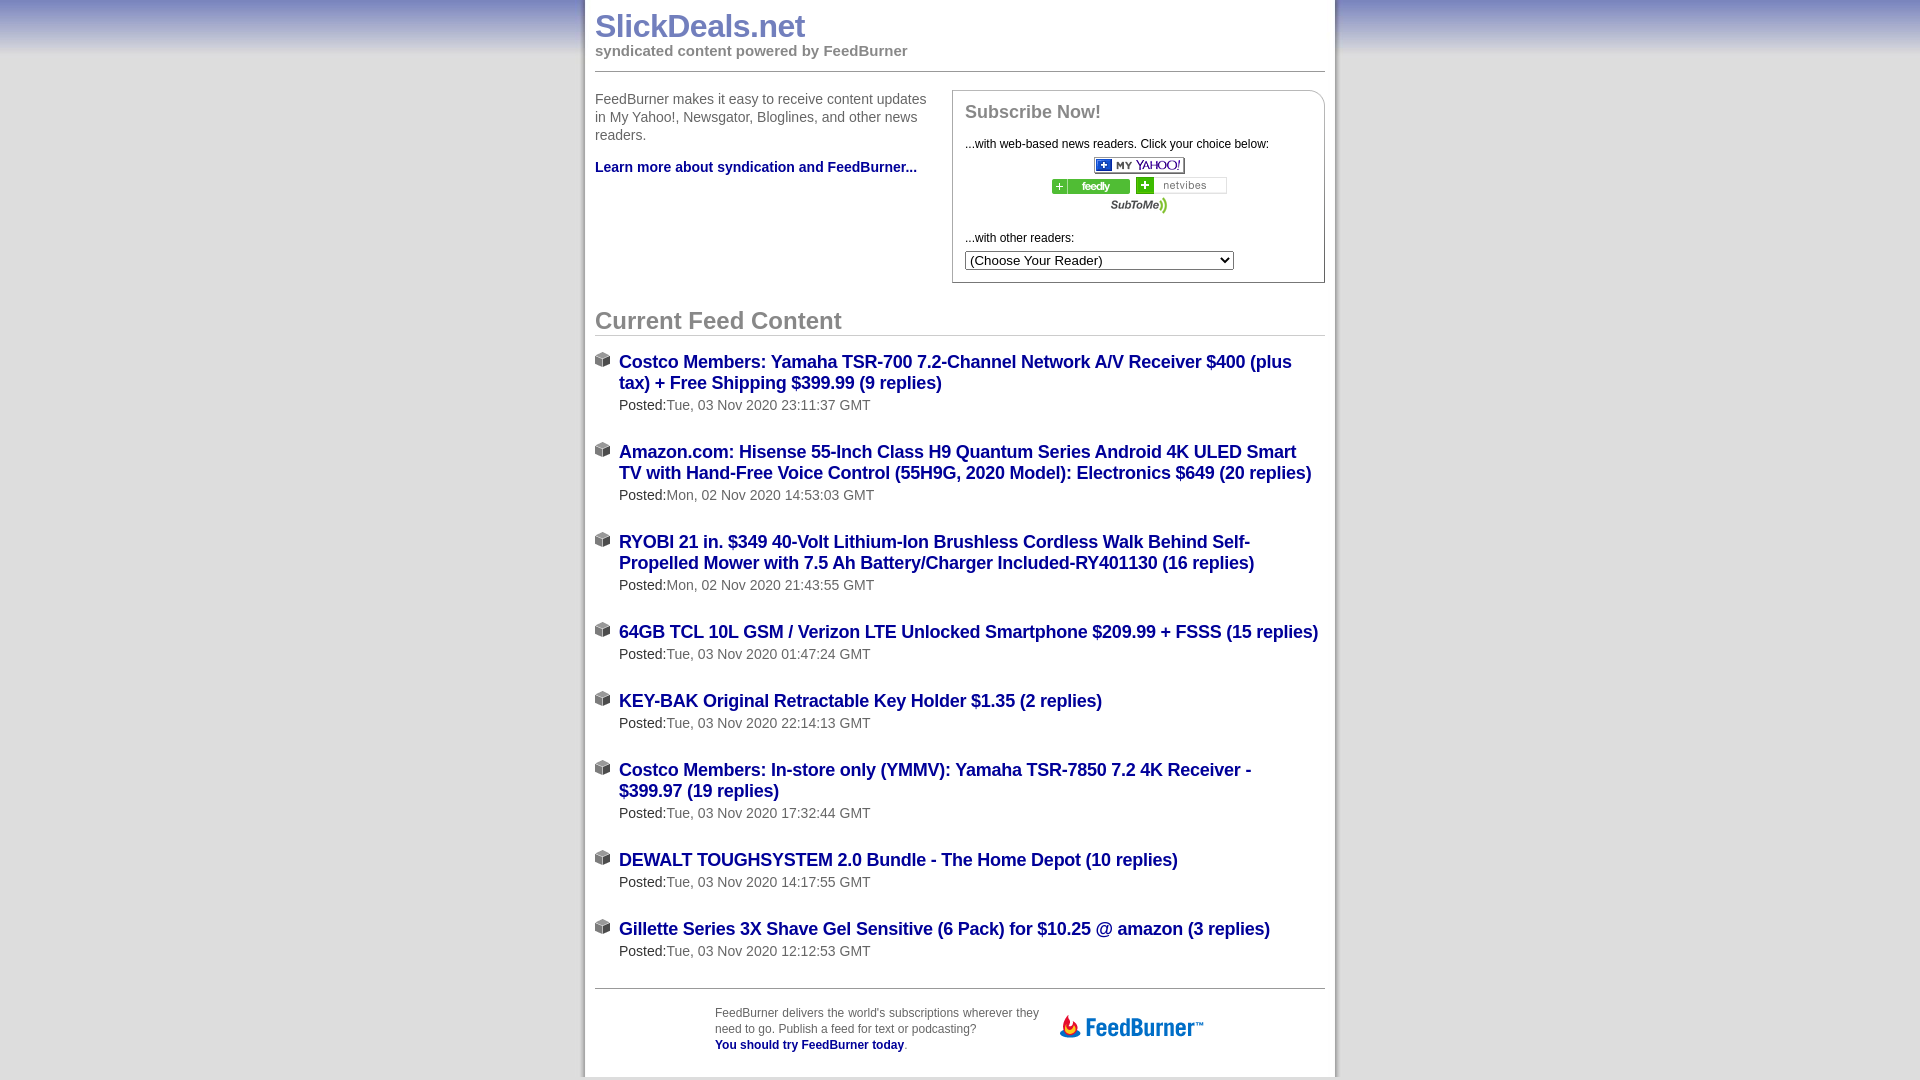 SlickDeals.net
syndicated content powered by FeedBurner
FeedBurner makes it easy to receive content updates
in My Yahoo!, Newsgator, Bloglines, and other news
readers.
Learn more about syndication and FeedBurner...
Subscribe Now!
...with web-based news readers. Click your choice below:
MY YAHOO!
feedly
netvibes
SubToMe
...with other readers:
(Choose Your Reader)
Current Feed Content
Costco Members: Yamaha TSR-700 7.2-Channel Network A/V Receiver $400 (plus
tax) + Free Shipping $399.99 (9 replies)
Posted:Tue, 03 Nov 2020 23:11:37 GMT
Amazon.com: Hisense 55-Inch Class H9 Quantum Series Android 4K ULED Smart
TV with Hand-Free Voice Control (55H9G, 2020 Model): Electronics $649 (20 replies)
Posted:Mon, 02 Nov 2020 14:53:03 GMT
RYOBI 21 in. $349 40-Volt Lithium-Ion Brushless Cordless Walk Behind Self-
Propelled Mower with 7.5 Ah Battery/Charger Included-RY401130 (16 replies)
Posted:Mon, 02 Nov 2020 21:43:55 GMT
64GB TCL 10L GSM / Verizon LTE Unlocked Smartphone $209.99 + FSSS (15 replies)
Posted:Tue, 03 Nov 2020 01:47:24 GMT
KEY-BAK Original Retractable Key Holder $1.35 (2 replies)
Posted:Tue, 03 Nov 2020 22:14:13 GMT
Costco Members: In-store only (YMMV): Yamaha TSR-7850 7.2 4K Receiver -
$399.97 (19 replies)
Posted:Tue, 03 Nov 2020 17:32:44 GMT
DEWALT TOUGHSYSTEM 2.0 Bundle - The Home Depot (10 replies)
Posted:Tue, 03 Nov 2020 14:17:55 GMT
Gillette Series 3X Shave Gel Sensitive (6 Pack) for $10.25 @ amazon (3 replies)
Posted:Tue, 03 Nov 2020 12:12:53 GMT
FeedBurner delivers the world's subscriptions wherever they
need to go. Publish a feed for text or podcasting?
You should try FeedBurner today.
FeedBurner™